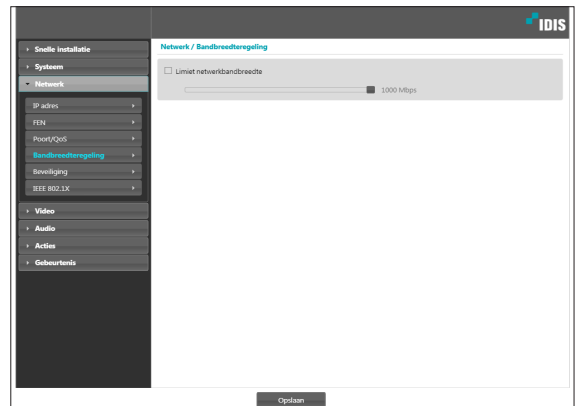 IDIS
Snelle installatie
Systeem
Netwerk
IP adres
FEN
Poort/QoS
Bandbreedteregeling
Beveiliging
IEEE 802.1X
Video
Audio
Acties
Gebeurtenis
Netwerk / Bandbreedteregeling
Limiet netwerkbandbreedte
1000 Mbps
Opslaan